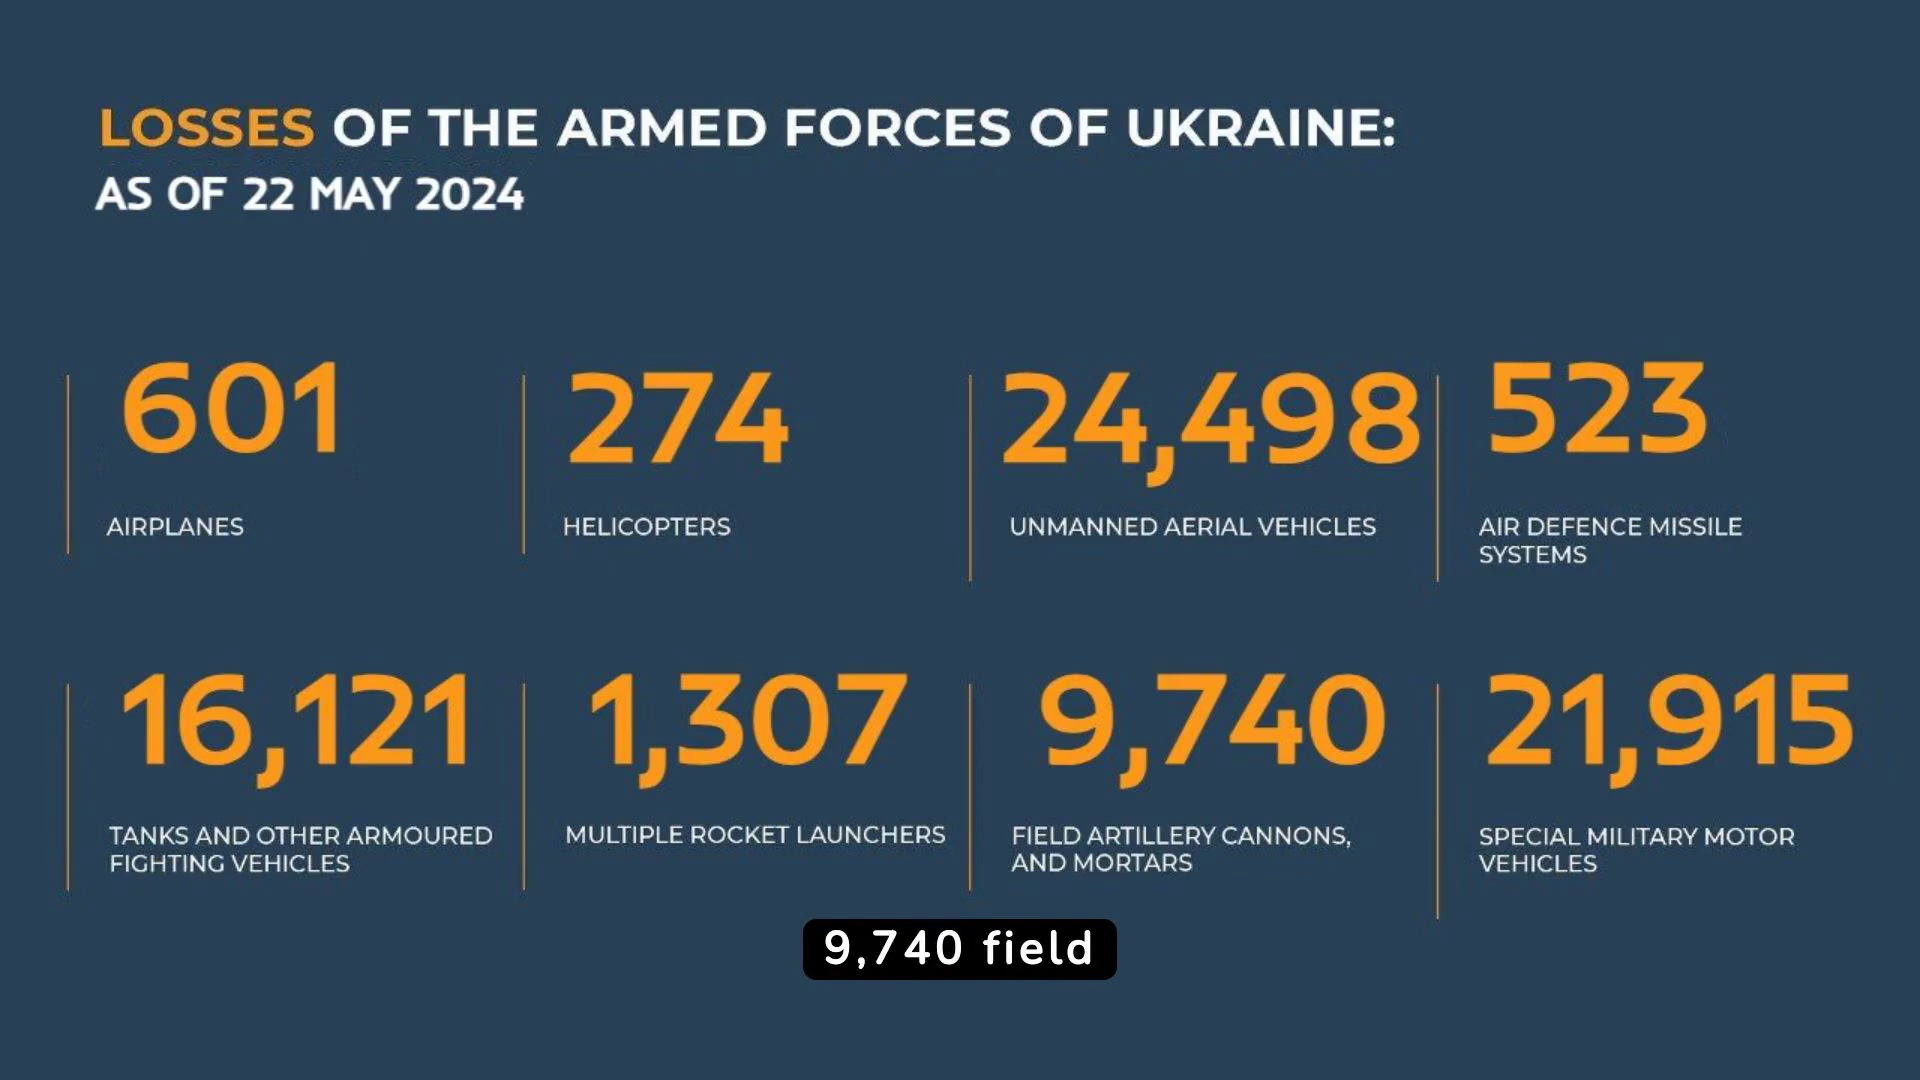 LOSSES OF THE ARMED FORCES OF UKRAINE:
AS OF 22 MAY 2024
601
AIRPLANES
274
HELICOPTERS
24,498
UNMANNED AERIAL VEHICLES
523
AIR DEFENCE MISSILE
SYSTEMS
16,121
TANKS AND OTHER ARMOURED
FIGHTING VEHICLES
1,307
MULTIPLE ROCKET LAUNCHERS
9,740
FIELD ARTILLERY CANNONS,
AND MORTARS
21,915
SPECIAL MILITARY MOTOR
VEHICLES
9,740 field